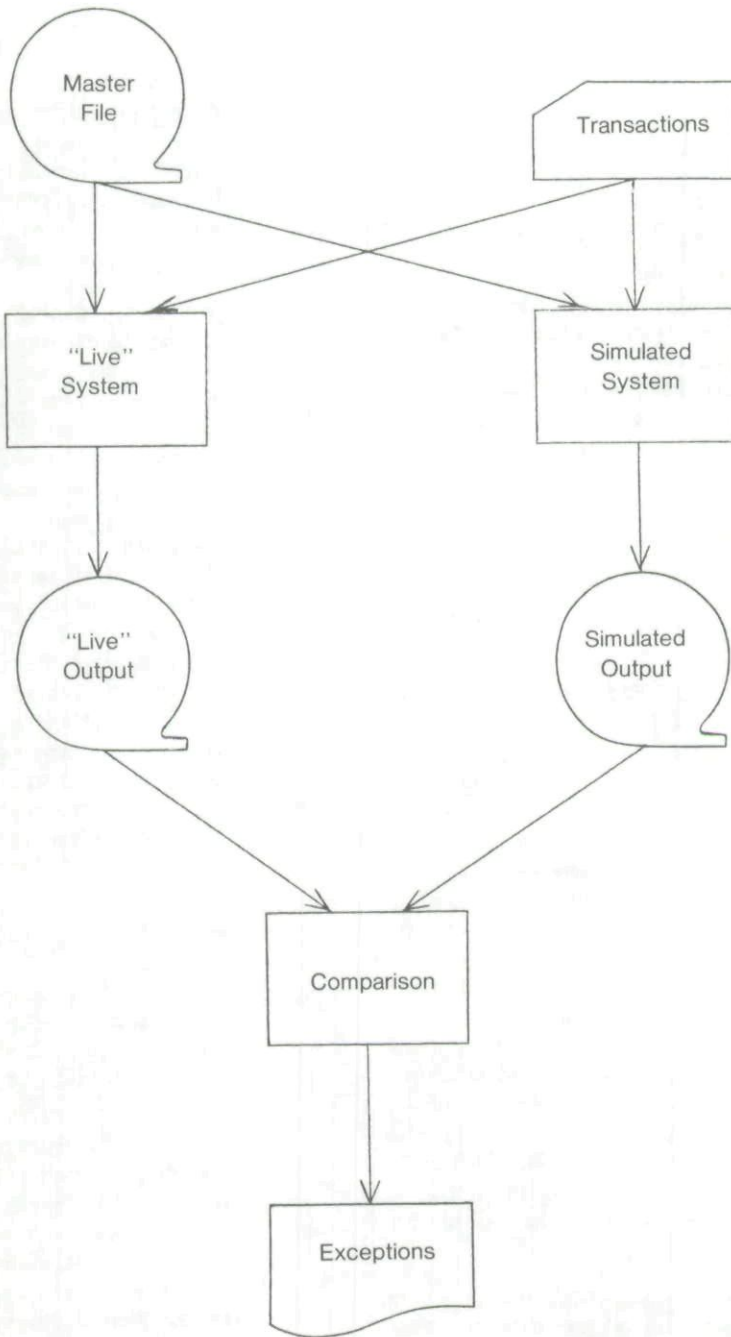 Master
File
Transactions
“Live”
System
Simulated
System
“Live”
Output
Simulated
Output
Comparison
Exceptions